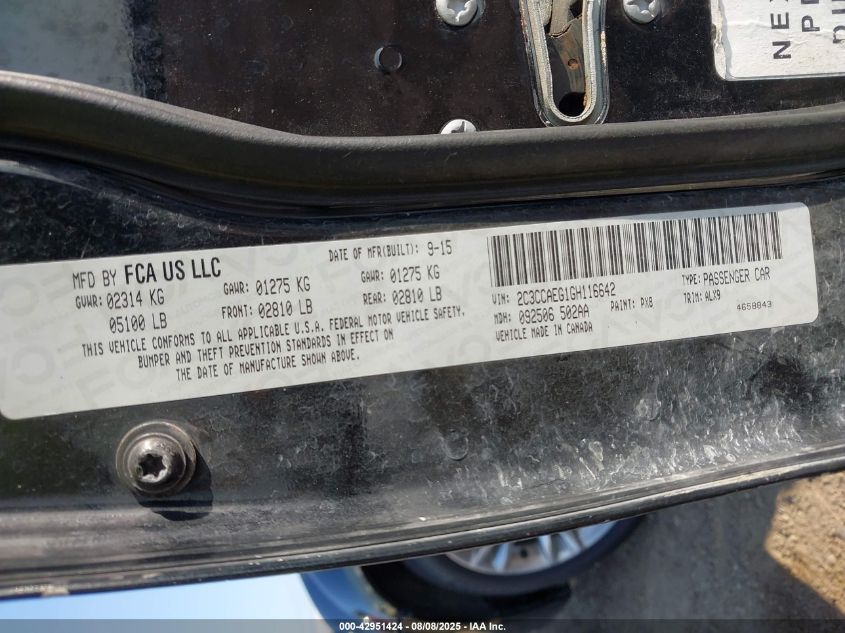 NEX
MFD BY FCA US LLC
DATE OF MFR(BUILT): 9-15
GVWR: 02314 KG
GAWR: 01275 KG
GAWR: 01275 KG
05100 LB
FRONT: 02810 LB
REAR: 02810 LB
THIS VEHICLE CONFORMS TO ALL APPLICABLE U.S.A. FEDERAL MOTOR VEHICLE SAFETY,
BUMPER AND THEFT PREVENTION STANDARDS IN EFFECT ON
THE DATE OF MANUFACTURE SHOWN ABOVE.
VIN: 2C3CCAEG1GH116642
TYPE: PASSENGER CAR
MDH: 092506 502AA
PAINT: PX8
TRIM: ALX9
VEHICLE MADE IN CANADA
4658843
000-42951424 | 08/08/2025 - IAA Inc.